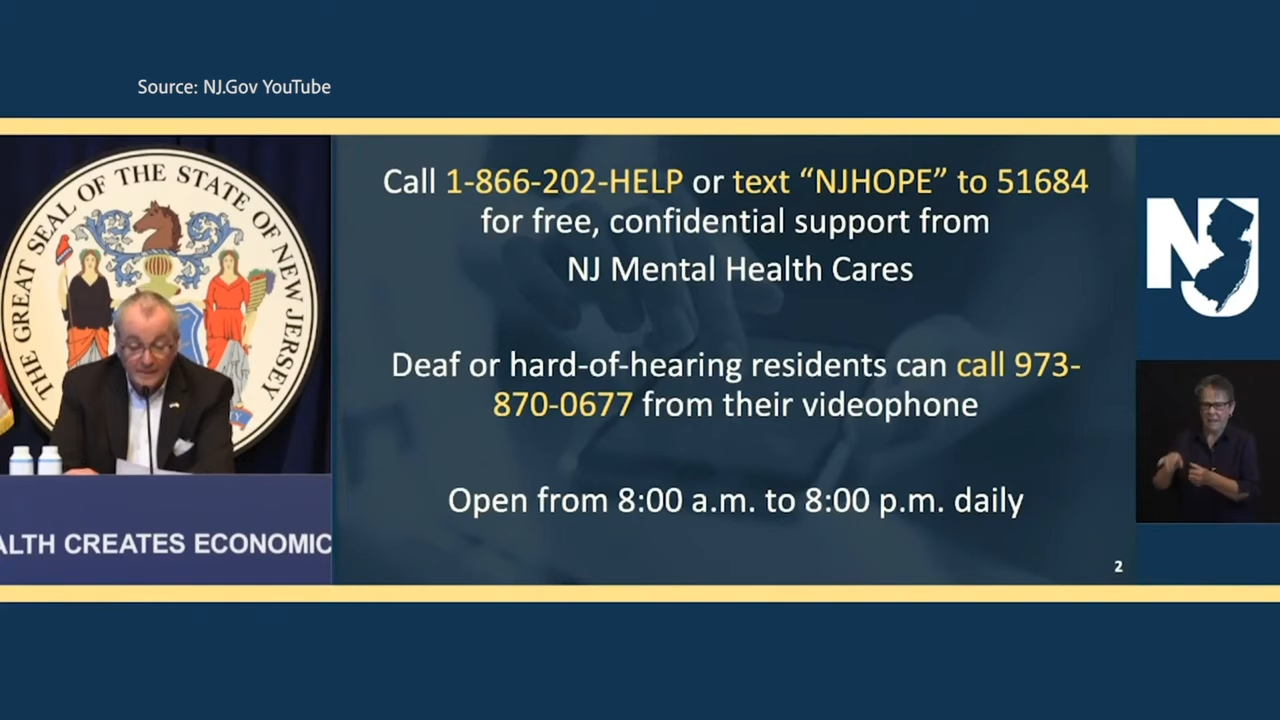 Source: NJ.Gov YouTube
THE GREAT SEAL OF THE STATE OF NEW JERSEY
ALTH CREATES ECONOMIC
Call 1-866-202-HELP or text “NJHOPE” to 51684
for free, confidential support from
NJ Mental Health Cares
Deaf or hard-of-hearing residents can call 973-
870-0677 from their videophone
Open from 8:00 a.m. to 8:00 p.m. daily
2
NJ